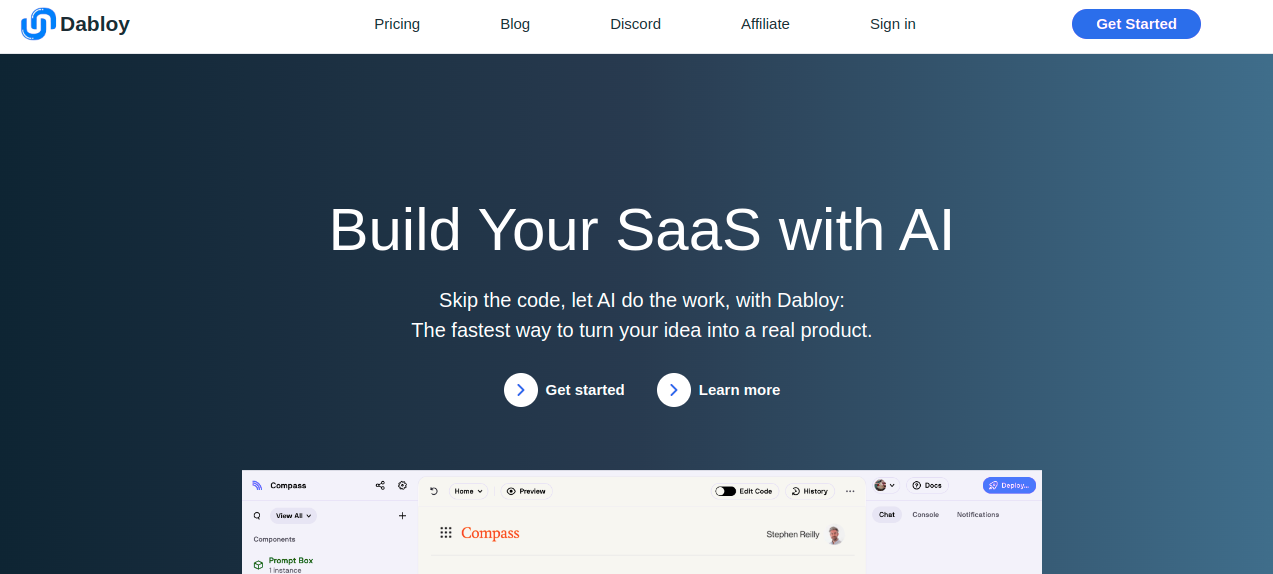 Dabloy
Pricing
Blog
Discord
Affiliate
Sign in
Get Started
Build Your SaaS with AI
Skip the code, let AI do the work, with Dabloy:
The fastest way to turn your idea into a real product.
Get started
Learn more
Compass
Home
Preview
Edit Code
History
Docs
Deploy...
View All
Chat
Console
Notifications
Compass
Stephen Reilly
Components
Prompt Box
1 Instance